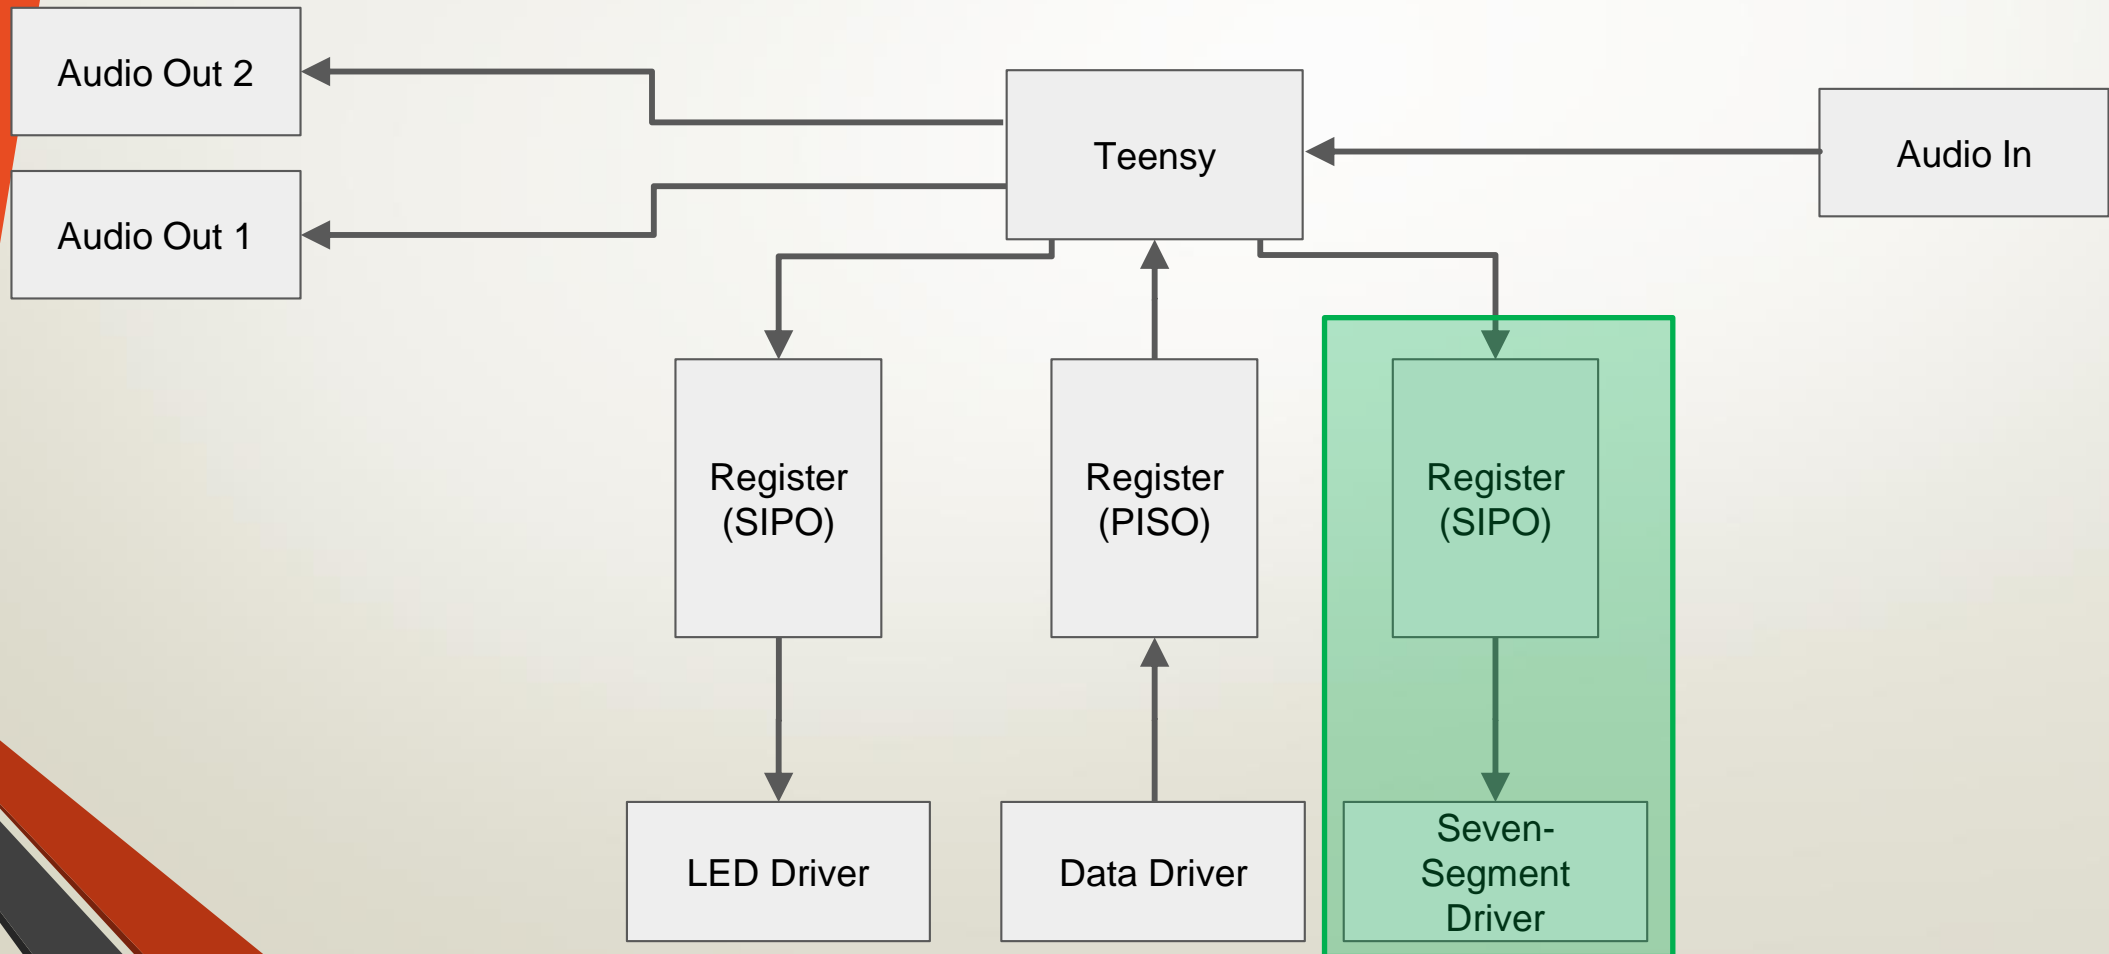 Audio Out 2
Teensy
Audio In
Audio Out 1
Register
(SIPO)
Register
(PISO)
Register
(SIPO)
LED Driver
Data Driver
Seven-
Segment
Driver